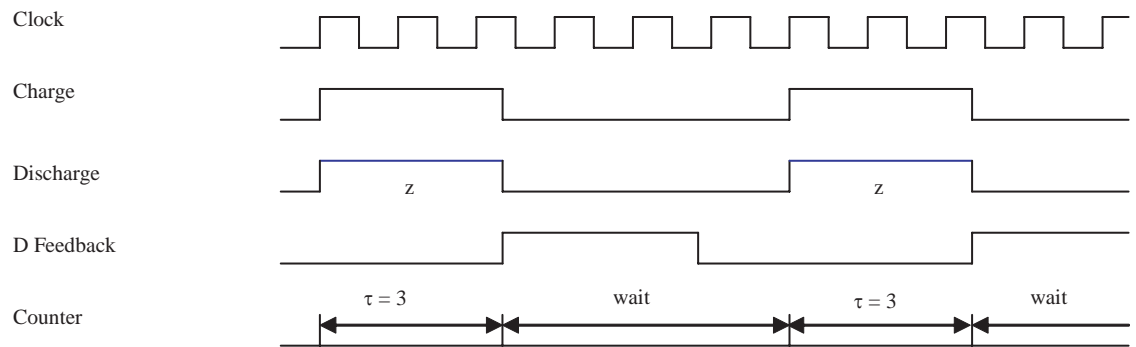 Clock
Charge
Discharge
z z
D Feedback
τ = 3 wait τ = 3 wait
Counter